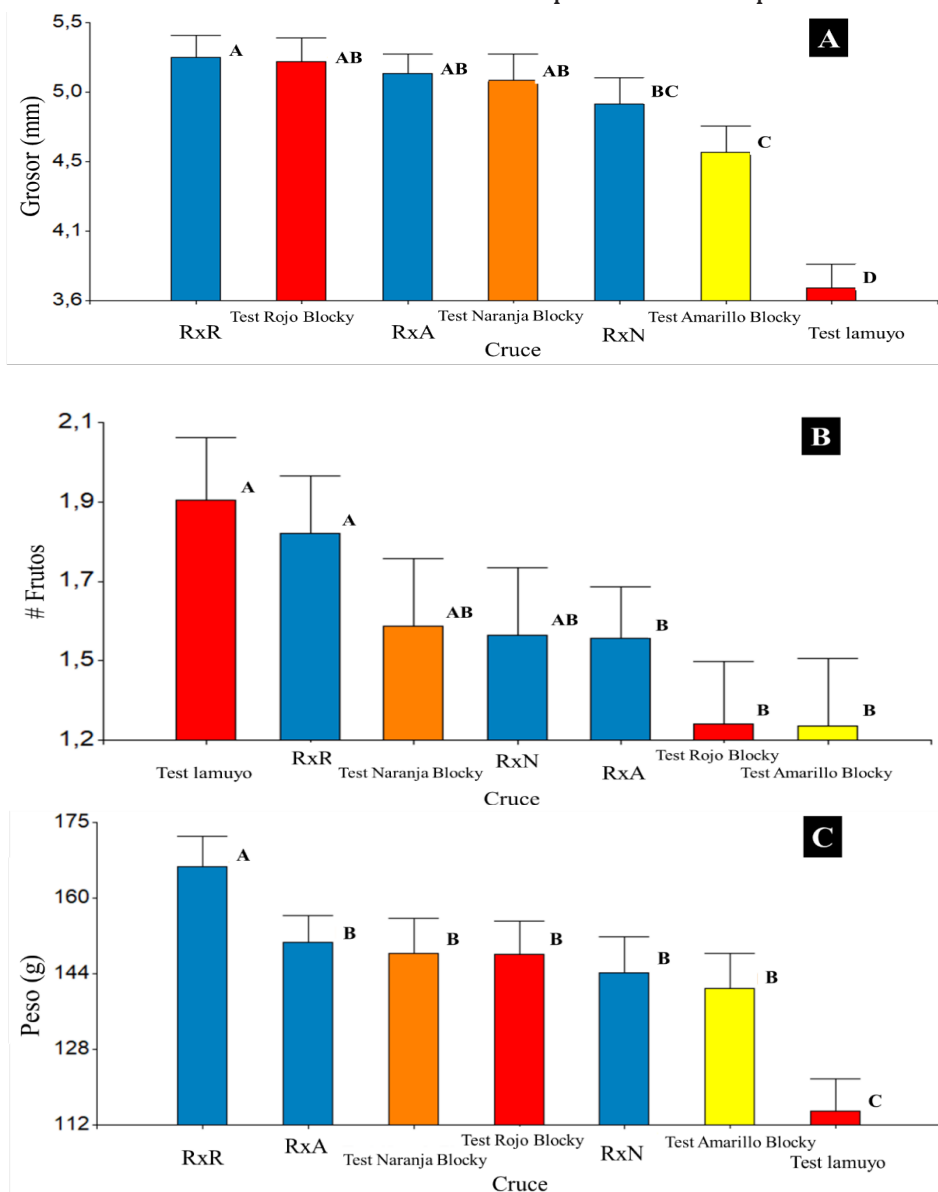 5,5
A
A
AB
AB
AB
5,0
BC
Grosor (mm)
C
4,5
4,1
D
3,6
Test Rojo Blocky
Test Naranja Blocky
Test Amarillo Blocky
RxR
RxA
RxN
Test lamuyo
Cruce
2,1
B
A
1,9
A
# Frutos
1,7
AB
AB
B
1,5
B
B
1,2
Test lamuyo
RxR
Test Naranja Blocky
RxN
RxA
Test Rojo Blocky
Test Amarillo Blocky
Cruce
175
C
A
160
B
B
B
B
B
Peso (g)
144
128
C
112
RxR
RxA
Test Naranja Blocky
Test Rojo Blocky
RxN
Test Amarillo Blocky
Test lamuyo
Cruce